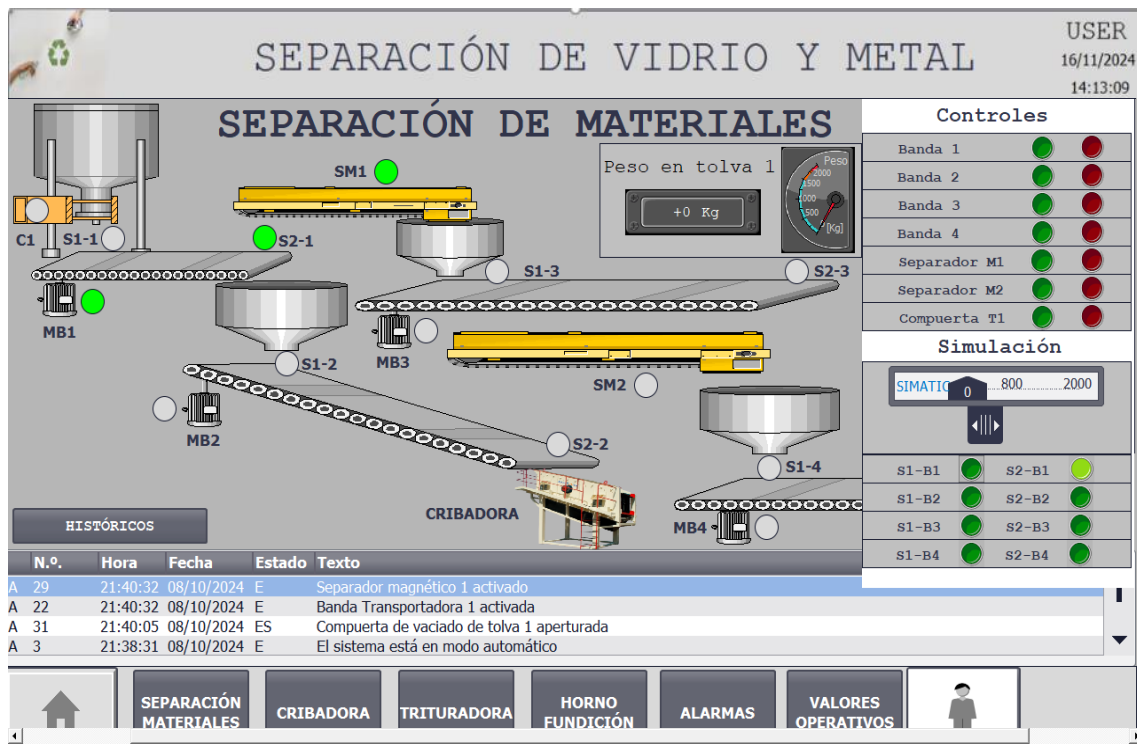 SEPARACIÓN DE VIDRIO Y METAL
USER
16/11/2024
14:13:09
SEPARACIÓN DE MATERIALES
SM1
Peso en tolva 1
+0 Kg
Peso
2000
1500
1000
500
0
[Kg]
C1
S1-1
S2-1
S1-3
S2-3
MB1
S1-2
MB3
SM2
MB2
S2-2
S1-4
CRIBADORA
MB4
HISTÓRICOS
Controles
Banda 1
Banda 2
Banda 3
Banda 4
Separador M1
Separador M2
Compuerta T1
Simulación
SIMATIC
0
800
2000
S1-B1 S2-B1
S1-B2 S2-B2
S1-B3 S2-B3
S1-B4 S2-B4
N.º. Hora Fecha Estado Texto
A 29 21:40:32 08/10/2024 E Separador magnético 1 activado
A 22 21:40:32 08/10/2024 E Banda Transportadora 1 activada
A 31 21:40:05 08/10/2024 ES Compuerta de vaciado de tolva 1 aperturada
A 3 21:38:31 08/10/2024 E El sistema está en modo automático
SEPARACIÓN
MATERIALES
CRIBADORA
TRITURADORA
HORNO
FUNDICIÓN
ALARMAS
VALORES
OPERATIVOS